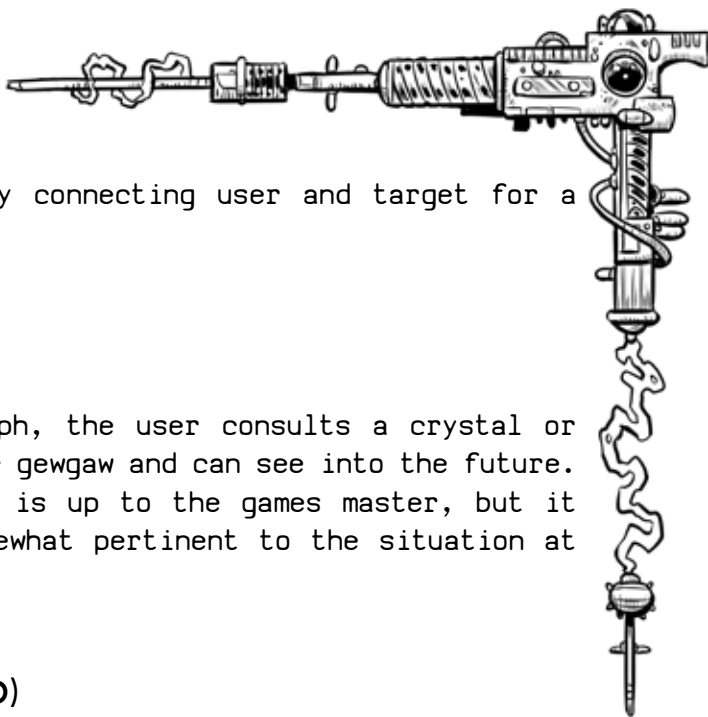 y connecting user and target for a
ph, the user consults a crystal or
gewgaw and can see into the future.
is up to the games master, but it
ewhat pertinent to the situation at
)